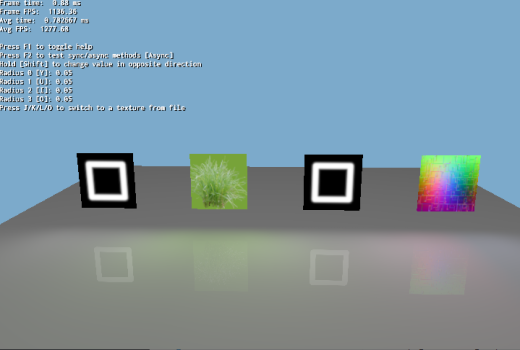 Frame time: 0.88 ms
Frame FPS: 1136.36
Avg time: 0.782667 ms
Avg FPS: 1277.68
Press F1 to toggle help
Press F2 to test sync/async methods [Async]
Hold [Shift] to change value in opposite direction
Radius 0 [Y]: 0.05
Radius 1 [U]: 0.05
Radius 2 [I]: 0.05
Radius 3 [O]: 0.05
Press J/K/L/O to switch to a texture from file